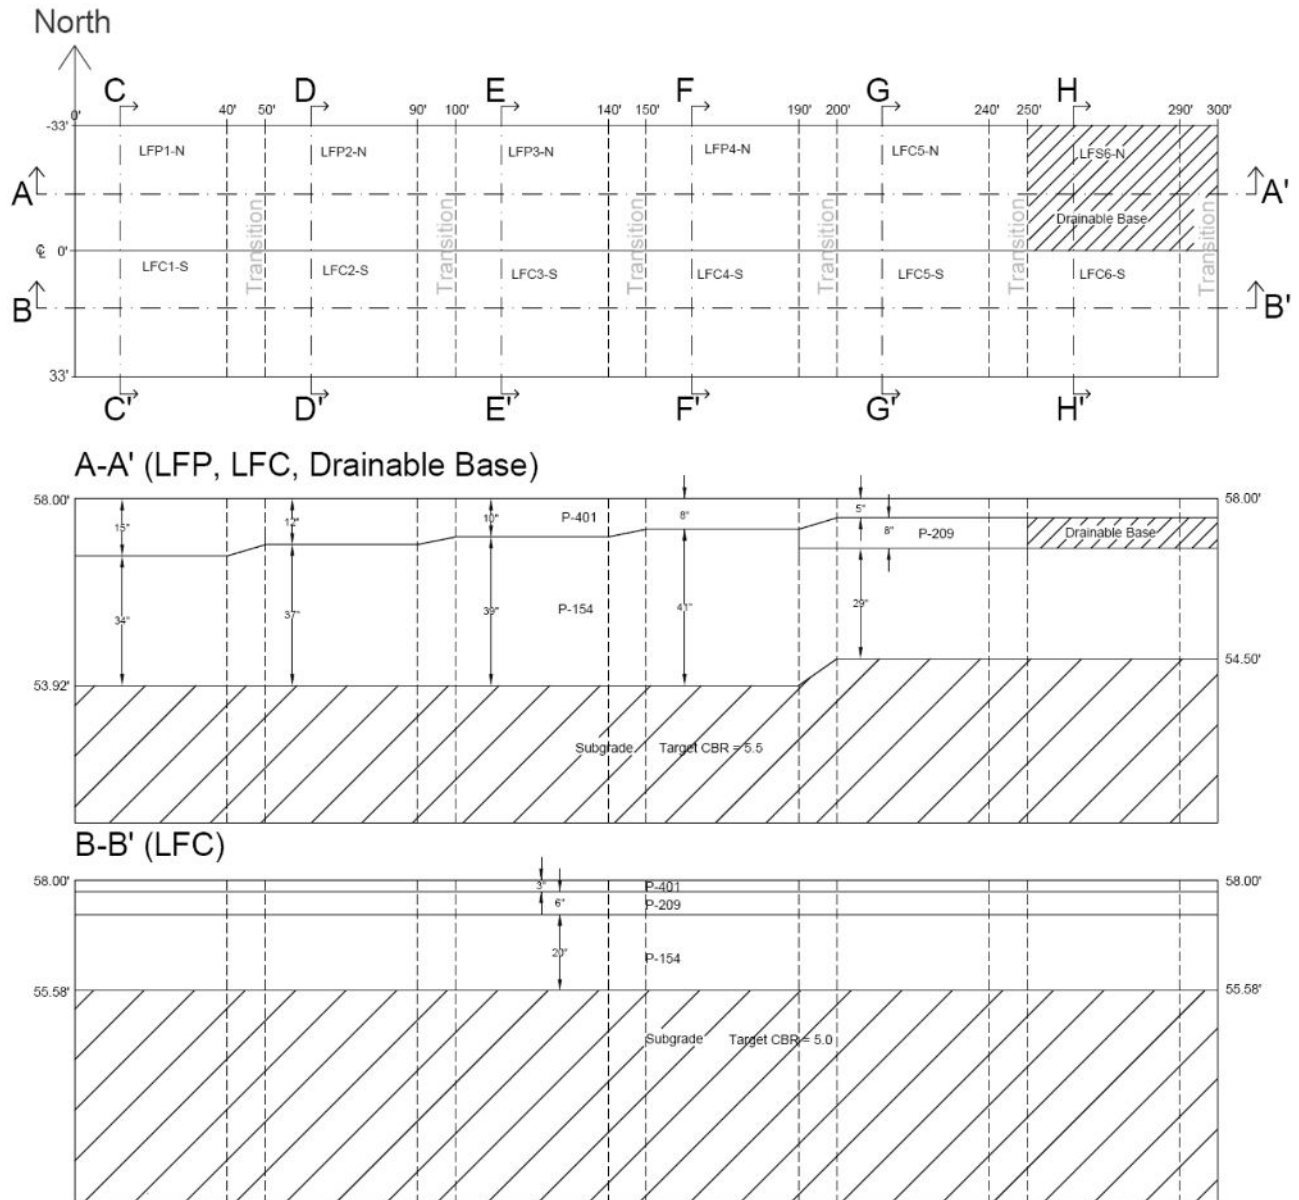 North
C D E F G H
0' 40' 50' 90' 100' 140' 150' 190' 200' 240' 250' 290' 300'
-33'
LFP1-N LFP2-N LFP3-N LFP4-N LFC5-N LFS6-N
A A'
Transition Transition Transition Transition Transition Transition
Drainable Base
℄ 0'
LFC1-S LFC2-S LFC3-S LFC4-S LFC5-S LFC6-S
B B'
33'
C' D' E' F' G' H'
A-A' (LFP, LFC, Drainable Base)
58.00' 58.00'
15" 12" 10" P-401 8" 5"
8" P-209 Drainable Base
34" 37" 39" P-154 41" 29"
54.50'
53.92'
Subgrade Target CBR = 5.5
B-B' (LFC)
58.00' 58.00'
3" P-401
6" P-209
20" P-154
55.58' 55.58'
Subgrade Target CBR = 5.0